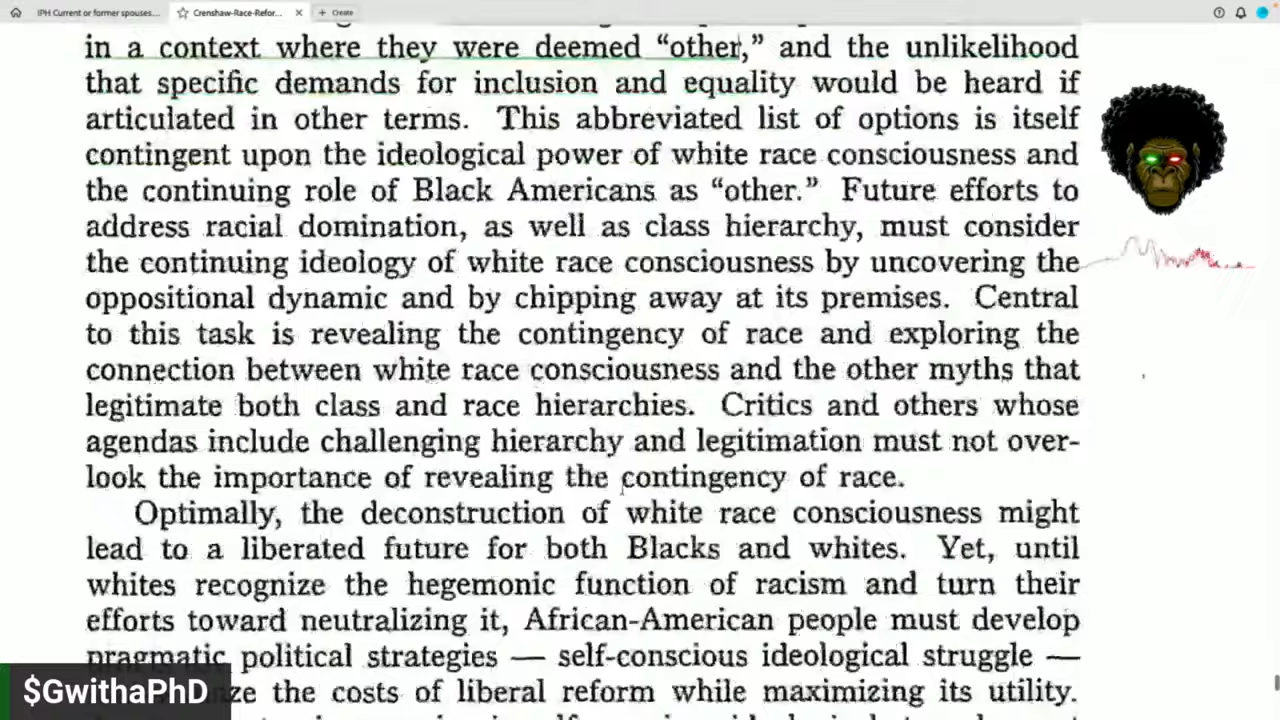 IPH Current or former spouses...
Crenshaw-Race-Refor...
Create
in a context where they were deemed “other,” and the unlikelihood
that specific demands for inclusion and equality would be heard if
articulated in other terms. This abbreviated list of options is itself
contingent upon the ideological power of white race consciousness and
the continuing role of Black Americans as “other.” Future efforts to
address racial domination, as well as class hierarchy, must consider
the continuing ideology of white race consciousness by uncovering the
oppositional dynamic and by chipping away at its premises. Central
to this task is revealing the contingency of race and exploring the
connection between white race consciousness and the other myths that
legitimate both class and race hierarchies. Critics and others whose
agendas include challenging hierarchy and legitimation must not over-
look the importance of revealing the contingency of race.
Optimally, the deconstruction of white race consciousness might
lead to a liberated future for both Blacks and whites. Yet, until
whites recognize the hegemonic function of racism and turn their
efforts toward neutralizing it, African-American people must develop
pragmatic political strategies — self-conscious ideological struggle —
the costs of liberal reform while maximizing its utility.
$GwithaPhD